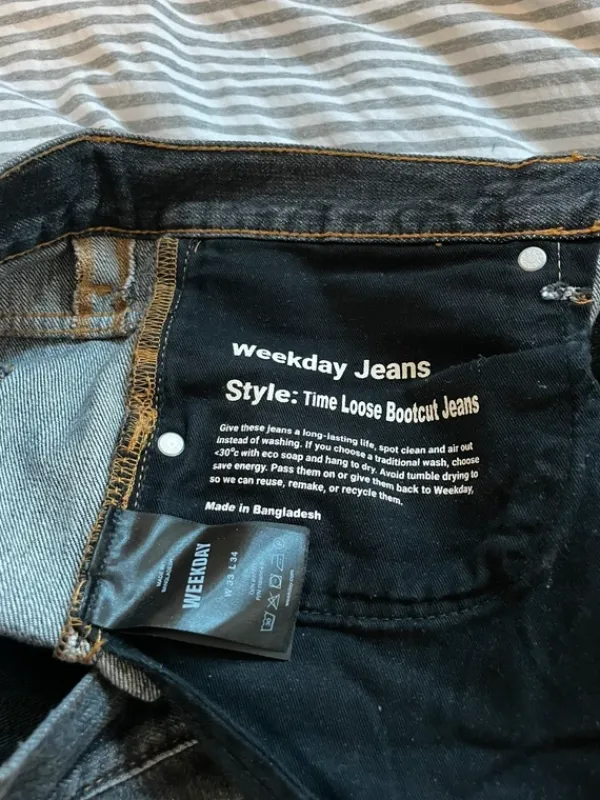 Weekday Jeans
Style: Time Loose Bootcut Jeans
Give these jeans a long-lasting life, spot clean and air out
instead of washing. If you choose a traditional wash, choose
<30°c with eco soap and hang to dry. Avoid tumble drying to
save energy. Pass them on or give them back to Weekday,
so we can reuse, remake, or recycle them.
Made in Bangladesh
WEEKDAY
W 33 L 34